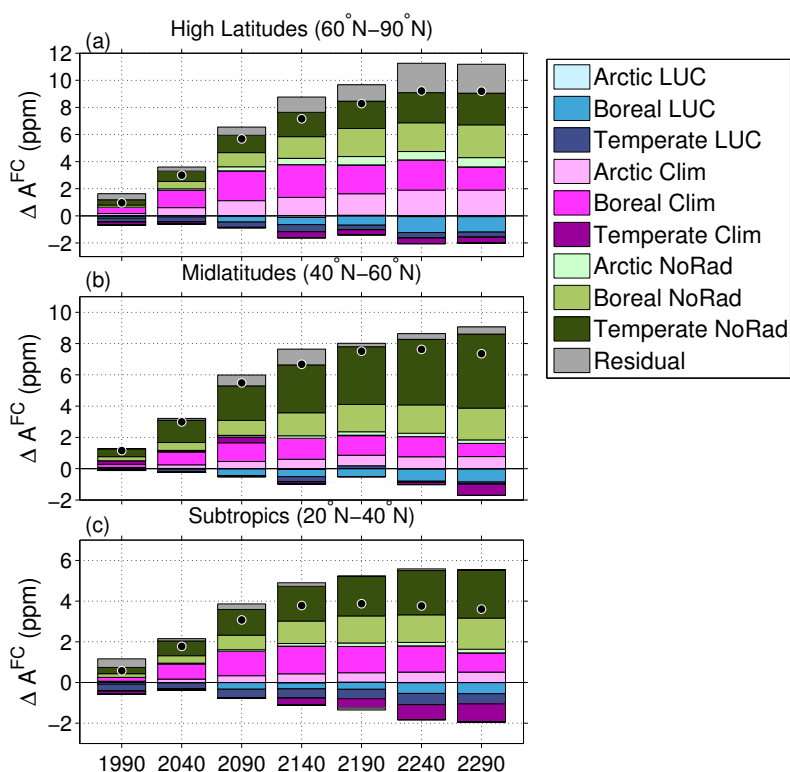 High Latitudes (60°N−90°N)
(a)
12
10
8
6
4
2
0
−2
Δ A^FC (ppm)
Midlatitudes (40°N−60°N)
(b)
10
8
6
4
2
0
−2
Δ A^FC (ppm)
Subtropics (20°N−40°N)
(c)
6
4
2
0
−2
Δ A^FC (ppm)
1990 2040 2090 2140 2190 2240 2290
Arctic LUC
Boreal LUC
Temperate LUC
Arctic Clim
Boreal Clim
Temperate Clim
Arctic NoRad
Boreal NoRad
Temperate NoRad
Residual